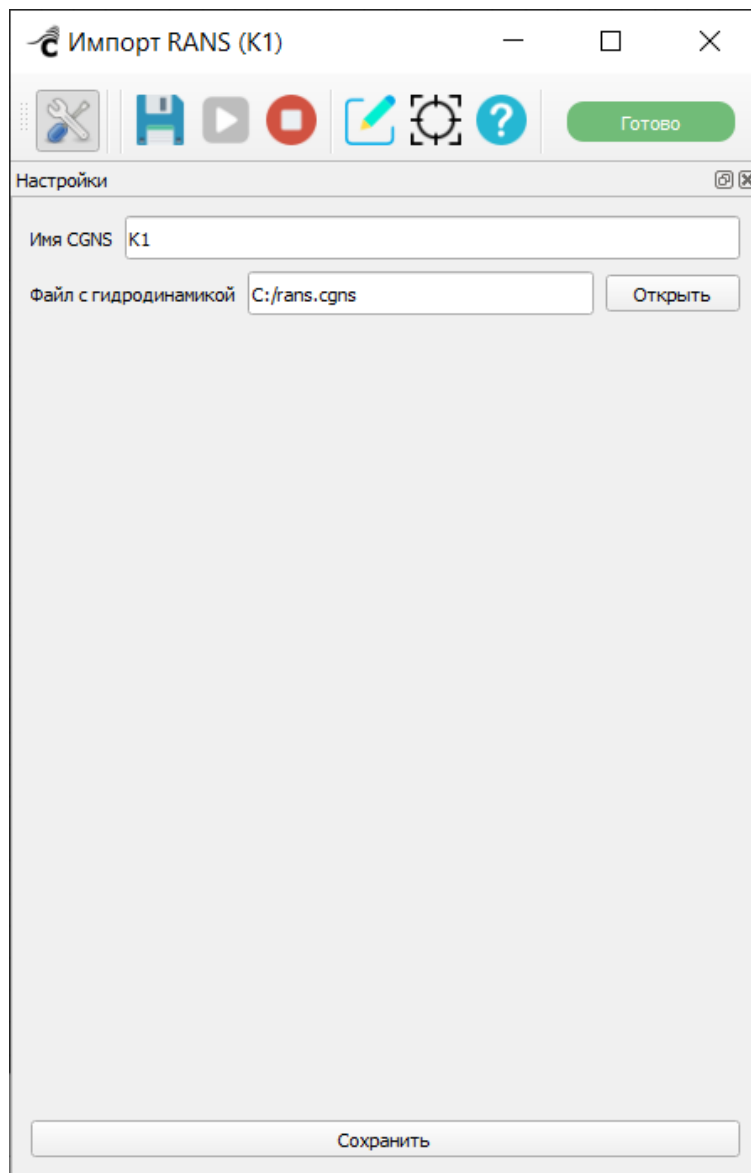 Импорт RANS (K1)
Готово
Настройки
Имя CGNS K1
Файл с гидродинамикой C:/rans.cgns Открыть
Сохранить